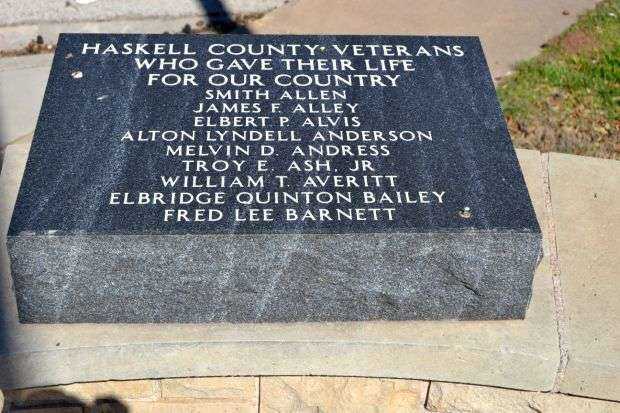 HASKELL COUNTY VETERANS
WHO GAVE THEIR LIFE
FOR OUR COUNTRY
SMITH ALLEN
JAMES F. ALLEY
ELBERT P. ALVIS
ALTON LYNDELL ANDERSON
MELVIN D. ANDRESS
TROY E. ASH, JR.
WILLIAM T. AVERITT
ELBRIDGE QUINTON BAILEY
FRED LEE BARNETT